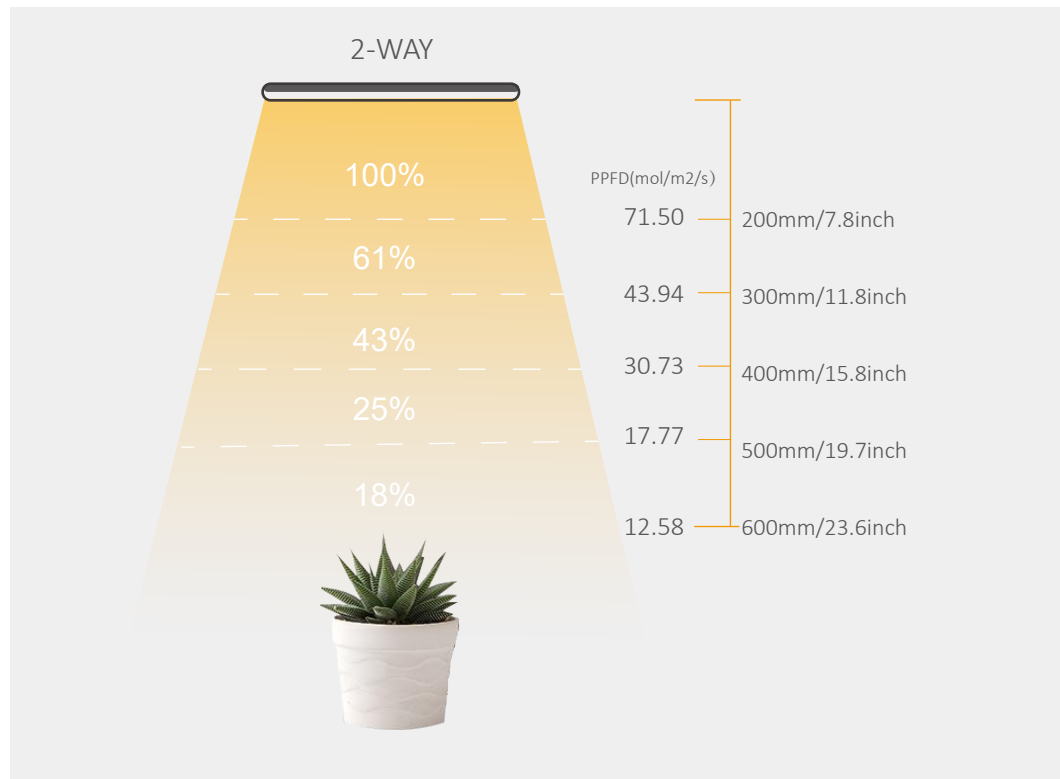 2-WAY
100%
61%
43%
25%
18%
PPFD(mol/m2/s)
71.50
200mm/7.8inch
43.94
300mm/11.8inch
30.73
400mm/15.8inch
17.77
500mm/19.7inch
12.58
600mm/23.6inch